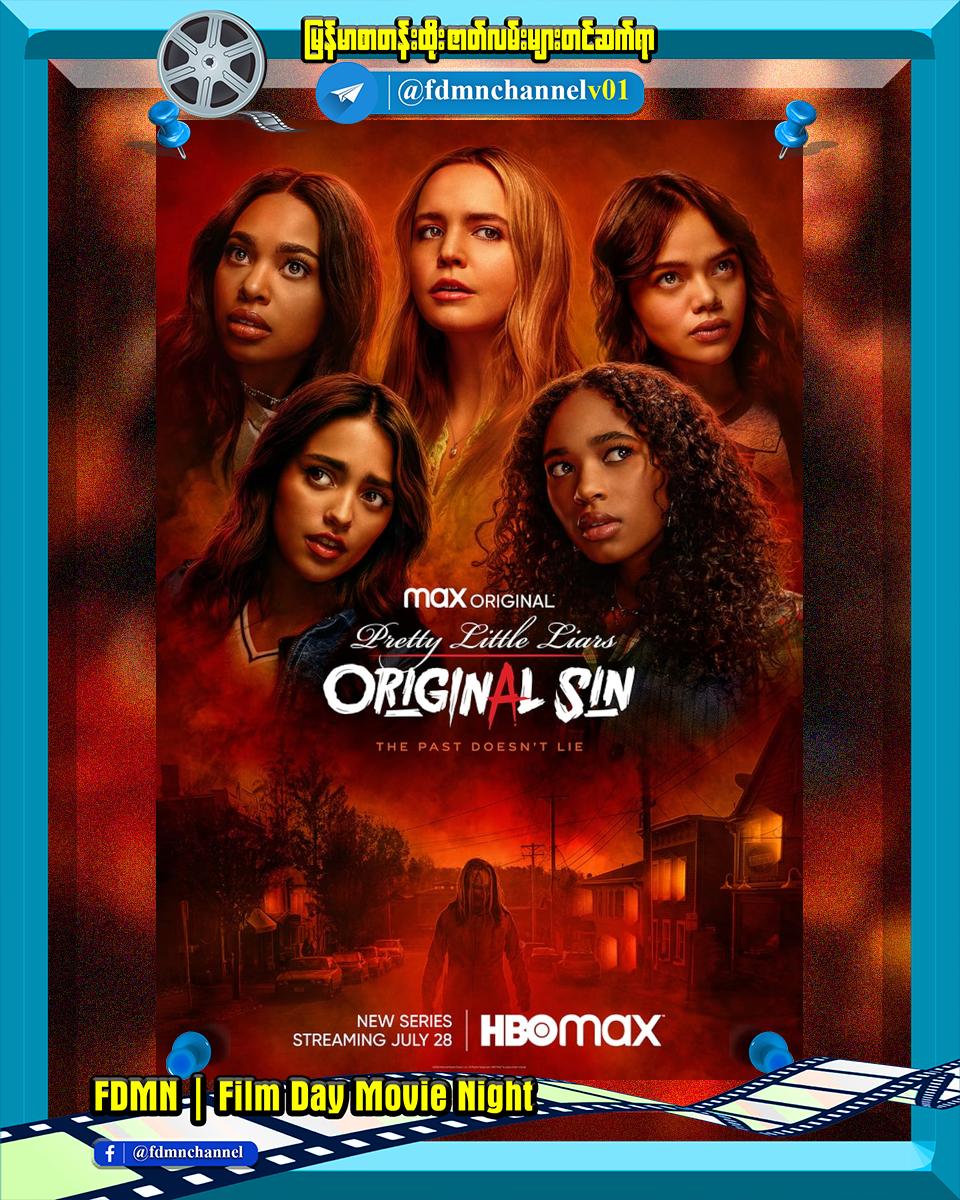 မြန်မာစာတန်းထိုး ဇာတ်လမ်းများတင်ဆက်ရာ
@fdmnchannelv01
max ORIGINAL
Pretty Little Liars
ORIGINAL SIN
THE PAST DOESN'T LIE
NEW SERIES
STREAMING JULY 28
HBOmax
FDMN | Film Day Movie Night
@fdmnchannel